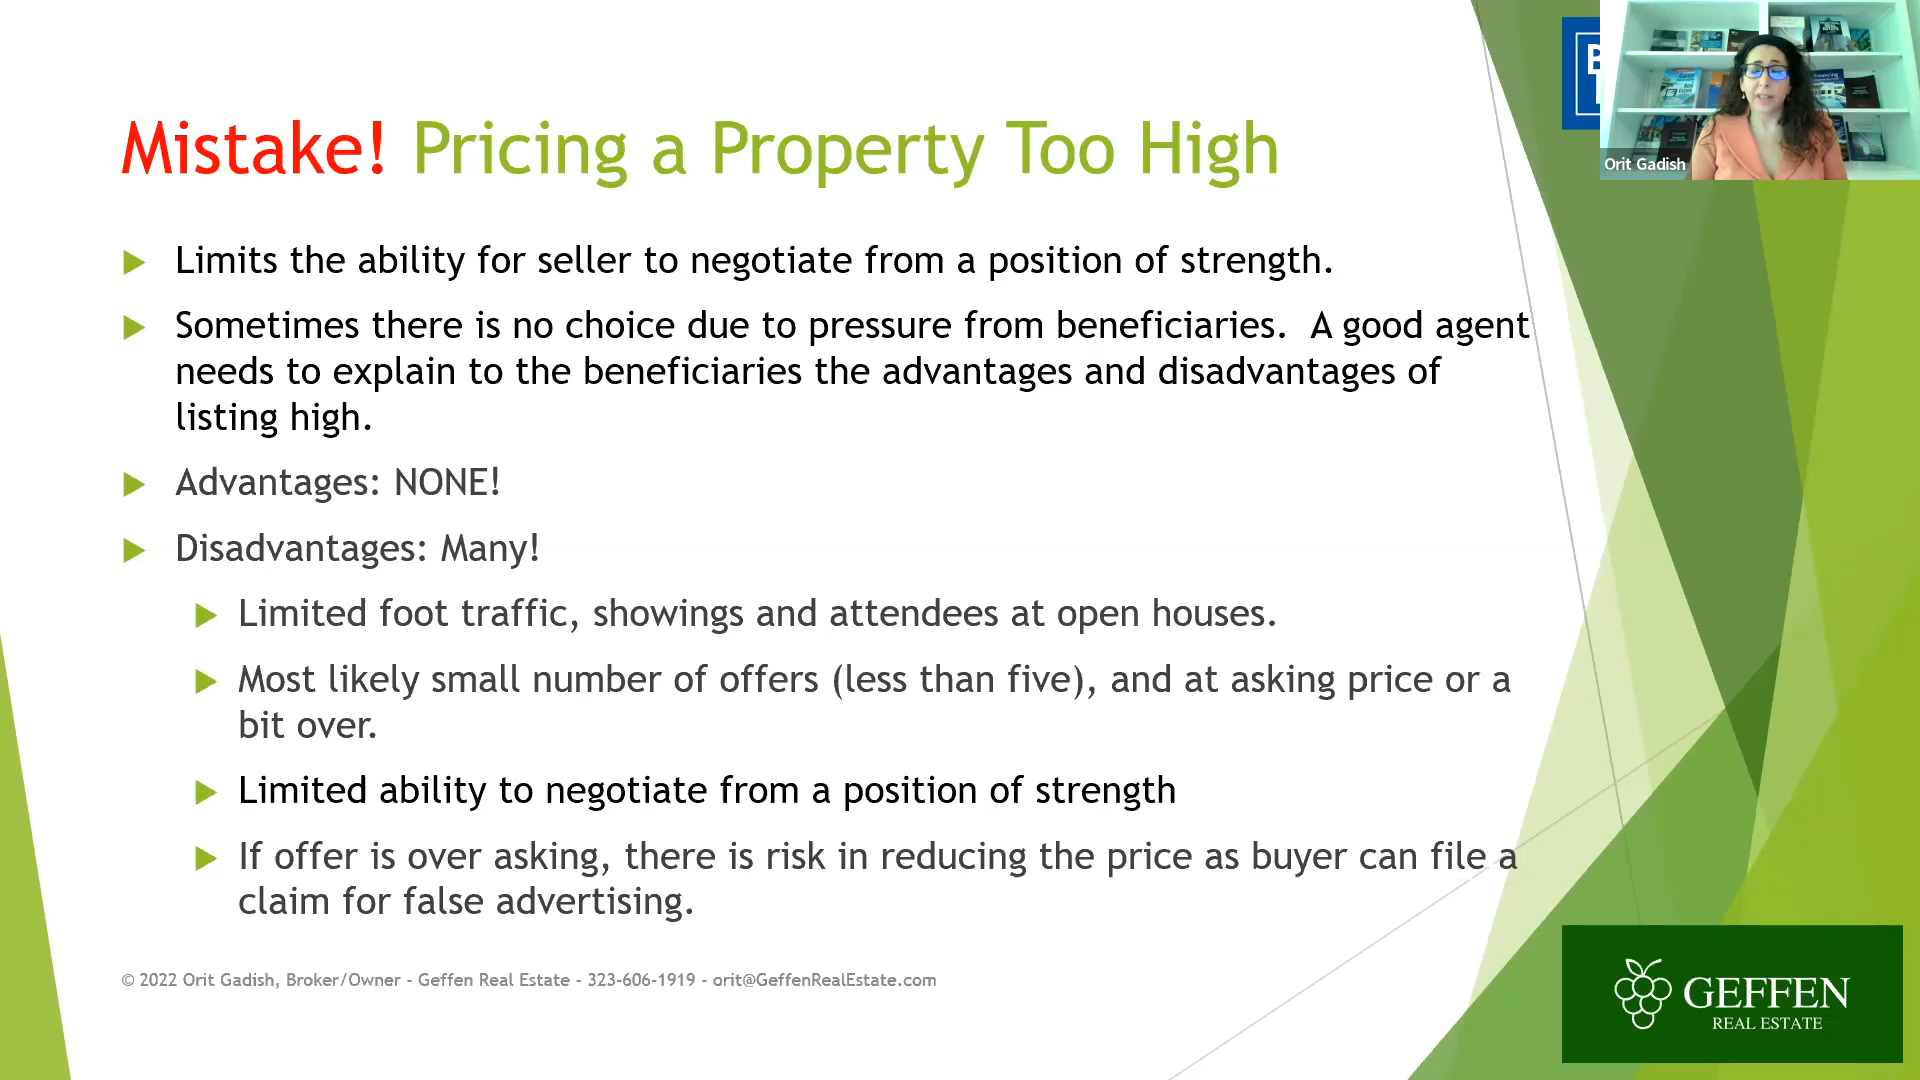 Mistake! Pricing a Property Too High
Orit Gadish
Limits the ability for seller to negotiate from a position of strength.
Sometimes there is no choice due to pressure from beneficiaries. A good agent
needs to explain to the beneficiaries the advantages and disadvantages of
listing high.
Advantages: NONE!
Disadvantages: Many!
Limited foot traffic, showings and attendees at open houses.
Most likely small number of offers (less than five), and at asking price or a
bit over.
Limited ability to negotiate from a position of strength
If offer is over asking, there is risk in reducing the price as buyer can file a
claim for false advertising.
© 2022 Orit Gadish, Broker/Owner - Geffen Real Estate - 323-606-1919 - orit@GeffenRealEstate.com
GEFFEN
REAL ESTATE